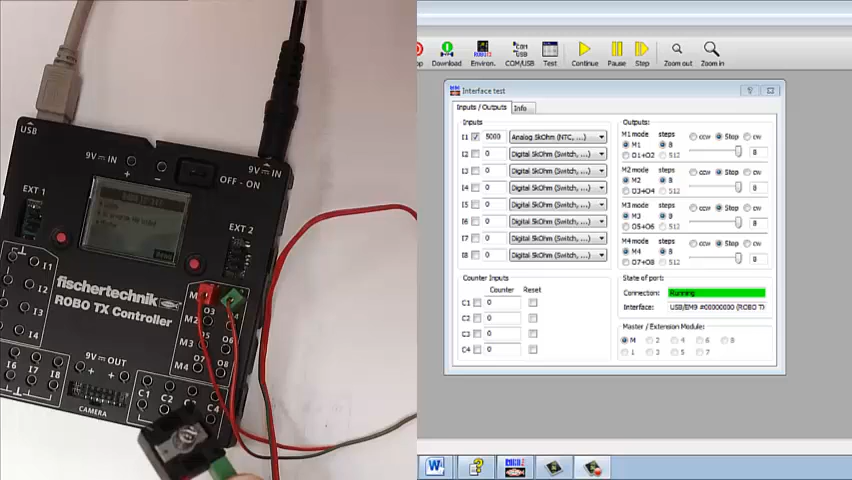 USB
9V ⎓ IN
+
-
OFF - ON
9V ⎓ IN
EXT 1
EXT 2
MENU
I1
I2
I3
I4
fischertechnik
ROBO TX Controller
M2
M3
M4
O3
O5
O6
O7
O8
9V ⎓ OUT
+
+
I6
I7
I8
CAMERA
C1
C2
C4
Download
Environ.
COM/USB
Test
Continue
Pause
Step
Zoom out
Zoom in
Interface test
Inputs / Outputs
Info
Inputs
I1 5000 Analog 5kOhm (NTC, ...)
I2 0 Digital 5kOhm (Switch, ...)
I3 0 Digital 5kOhm (Switch, ...)
I4 0 Digital 5kOhm (Switch, ...)
I5 0 Digital 5kOhm (Switch, ...)
I6 0 Digital 5kOhm (Switch, ...)
I7 0 Digital 5kOhm (Switch, ...)
I8 0 Digital 5kOhm (Switch, ...)
Counter Inputs
Counter Reset
C1 0
C2 0
C3 0
C4 0
Outputs:
M1 mode steps ccw Stop cw
M1 8
O1+O2 512 8
M2 mode steps ccw Stop cw
M2 8
O3+O4 512 8
M3 mode steps ccw Stop cw
M3 8
O5+O6 512 8
M4 mode steps ccw Stop cw
M4 8
O7+O8 512 8
State of port:
Connection: Running
Interface: USB/EM9 #00000000 (ROBO TX
Master / Extension Module:
M 2 4 6 8
1 3 5 7